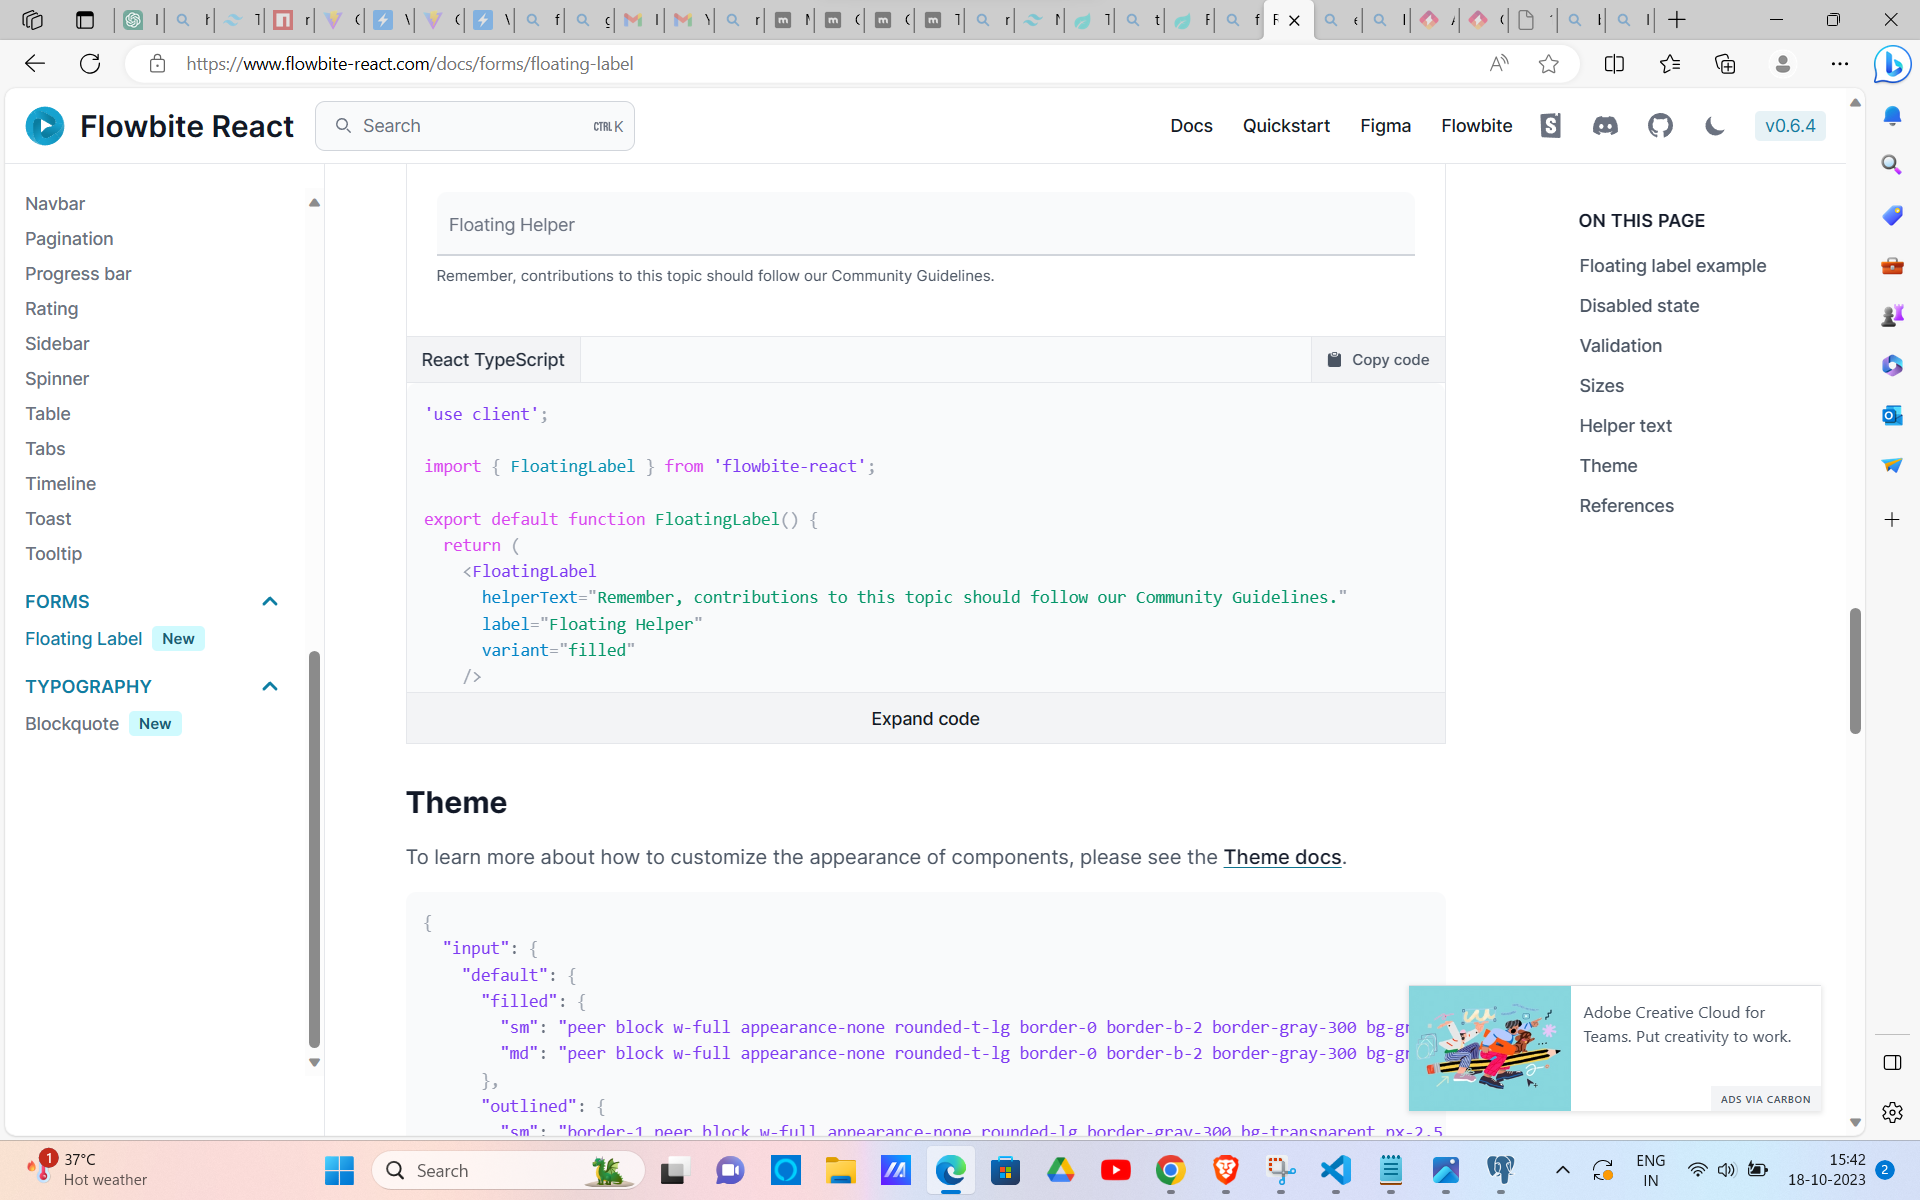 https://www.flowbite-react.com/docs/forms/floating-label
Flowbite React
Search
CTRL K
Docs
Quickstart
Figma
Flowbite
v0.6.4
Navbar
Pagination
Progress bar
Rating
Sidebar
Spinner
Table
Tabs
Timeline
Toast
Tooltip
FORMS
Floating Label New
TYPOGRAPHY
Blockquote New
Floating Helper
Remember, contributions to this topic should follow our Community Guidelines.
React TypeScript
Copy code
'use client';
import { FloatingLabel } from 'flowbite-react';
export default function FloatingLabel() {
return (
<FloatingLabel
helperText="Remember, contributions to this topic should follow our Community Guidelines."
label="Floating Helper"
variant="filled"
/>
Expand code
Theme
To learn more about how to customize the appearance of components, please see the Theme docs.
{
"input": {
"default": {
"filled": {
"sm": "peer block w-full appearance-none rounded-t-lg border-0 border-b-2 border-gray-300 bg-gr
"md": "peer block w-full appearance-none rounded-t-lg border-0 border-b-2 border-gray-300 bg-gr
},
"outlined": {
"sm": "border-1 peer block w-full appearance-none rounded-lg border-gray-300 bg-transparent px-2.5
ON THIS PAGE
Floating label example
Disabled state
Validation
Sizes
Helper text
Theme
References
Adobe Creative Cloud for
Teams. Put creativity to work.
ADS VIA CARBON
1
37°C
Hot weather
Search
ENG
IN
15:42
18-10-2023
2